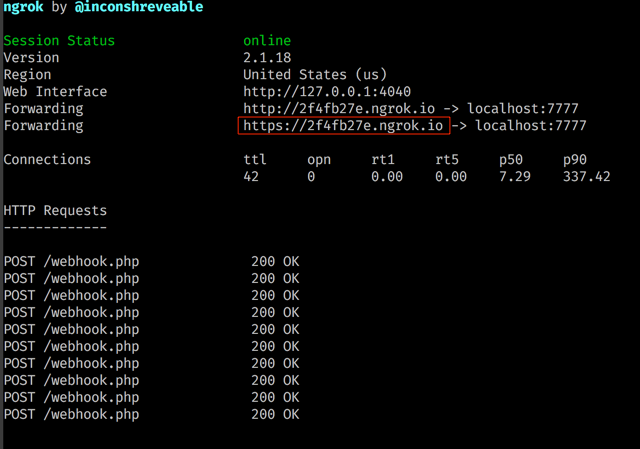 ngrok by @inconshreveable
Session Status online
Version 2.1.18
Region United States (us)
Web Interface http://127.0.0.1:4040
Forwarding http://2f4fb27e.ngrok.io -> localhost:7777
Forwarding https://2f4fb27e.ngrok.io -> localhost:7777
Connections ttl opn rt1 rt5 p50 p90
42 0 0.00 0.00 7.29 337.42
HTTP Requests
-------------
POST /webhook.php 200 OK
POST /webhook.php 200 OK
POST /webhook.php 200 OK
POST /webhook.php 200 OK
POST /webhook.php 200 OK
POST /webhook.php 200 OK
POST /webhook.php 200 OK
POST /webhook.php 200 OK
POST /webhook.php 200 OK
POST /webhook.php 200 OK